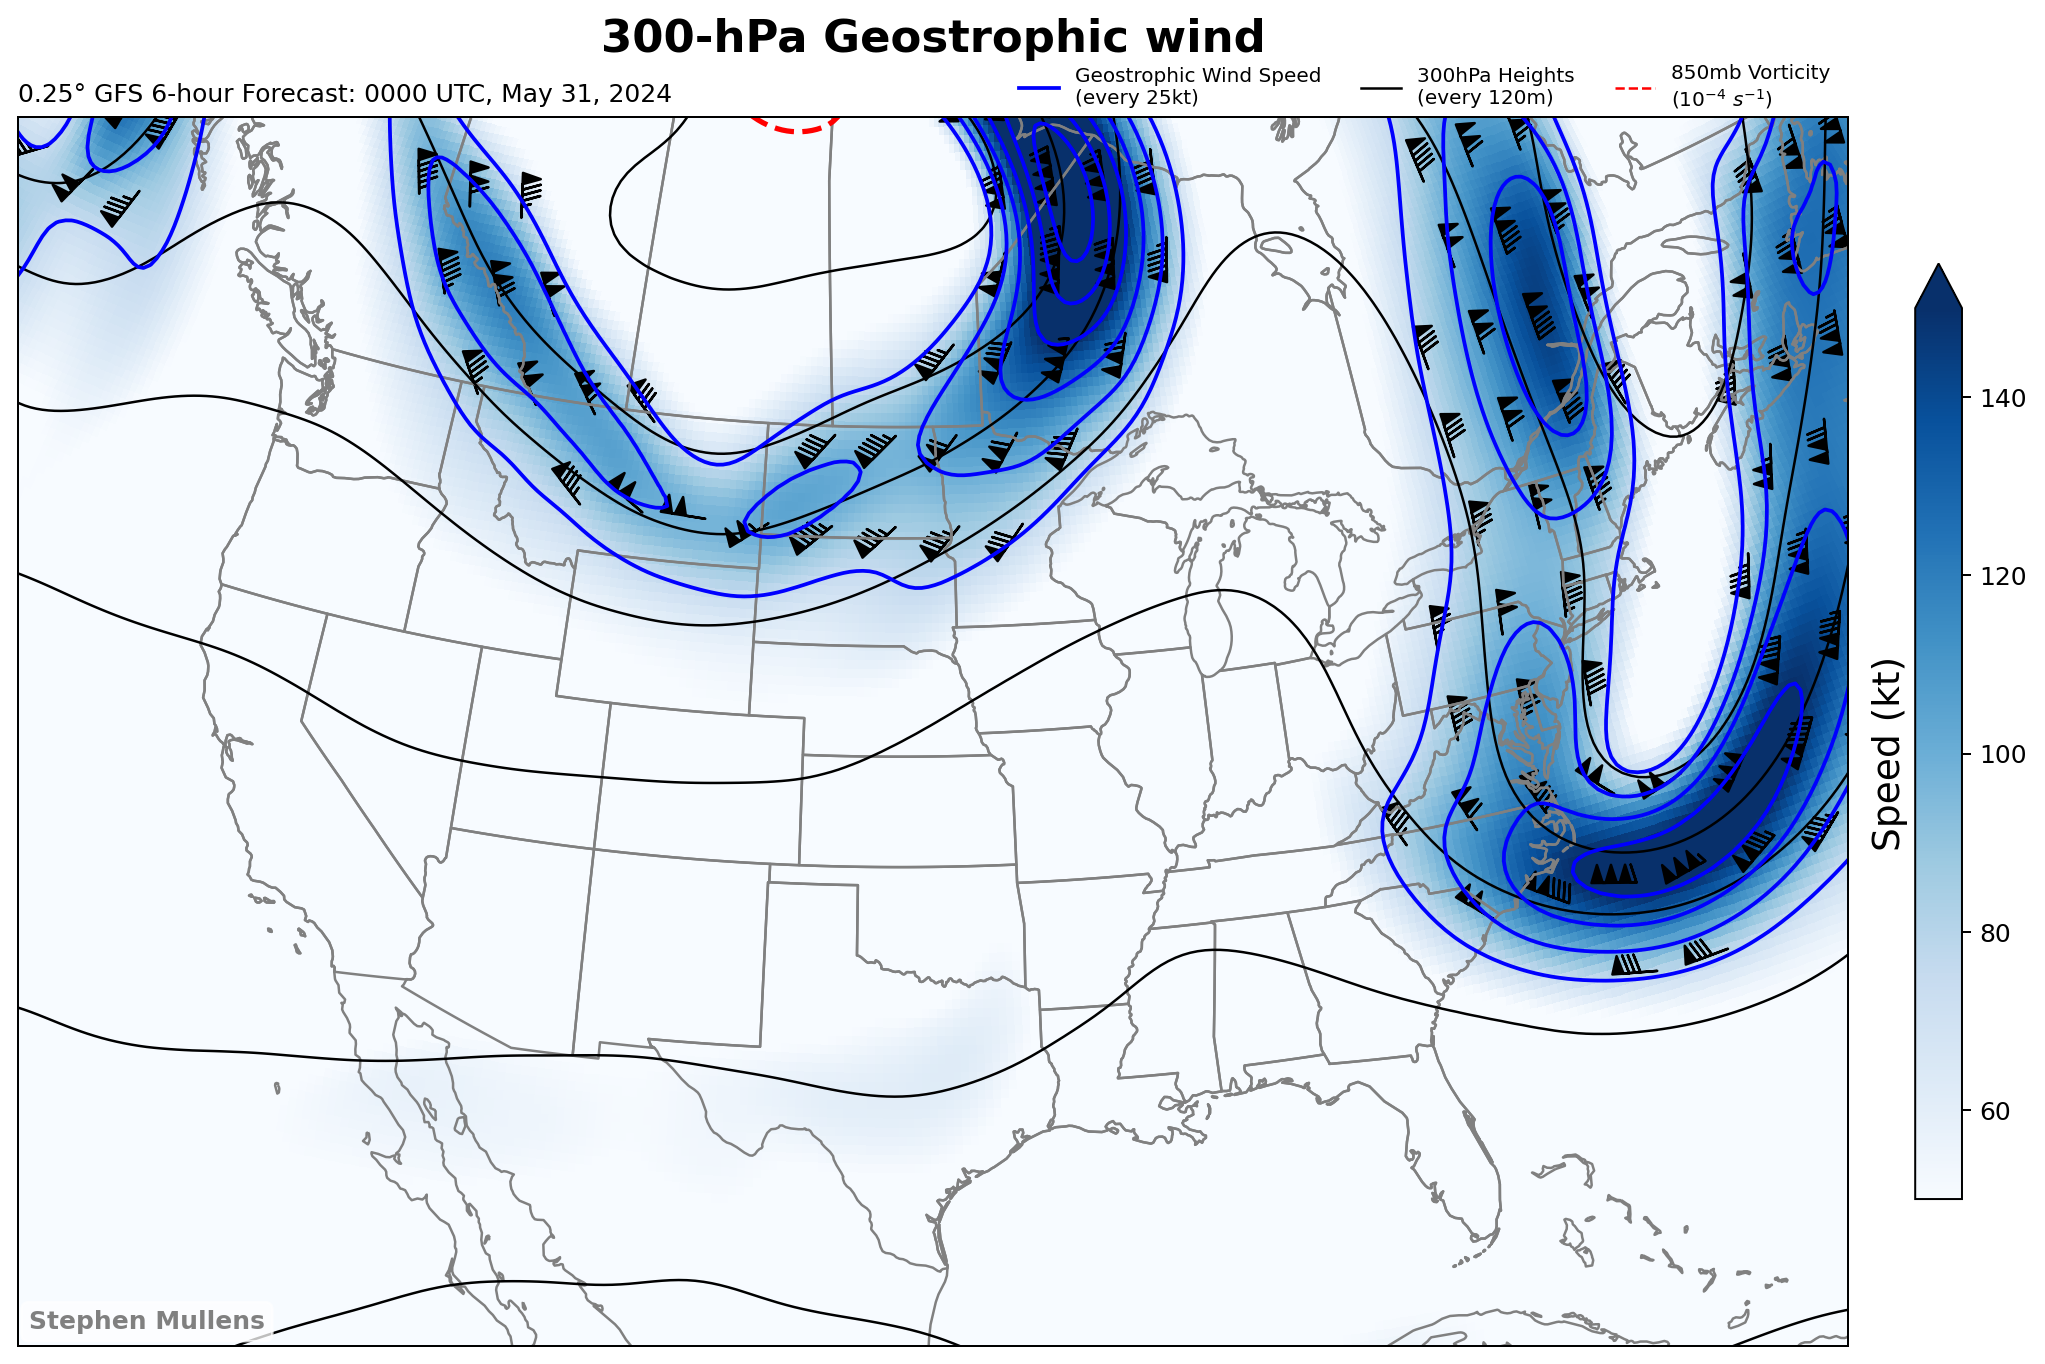 300-hPa Geostrophic wind
0.25° GFS 6-hour Forecast: 0000 UTC, May 31, 2024
Geostrophic Wind Speed
(every 25kt)
300hPa Heights
(every 120m)
850mb Vorticity
(10⁻⁴ s⁻¹)
140
120
100
80
60
Speed (kt)
Stephen Mullens